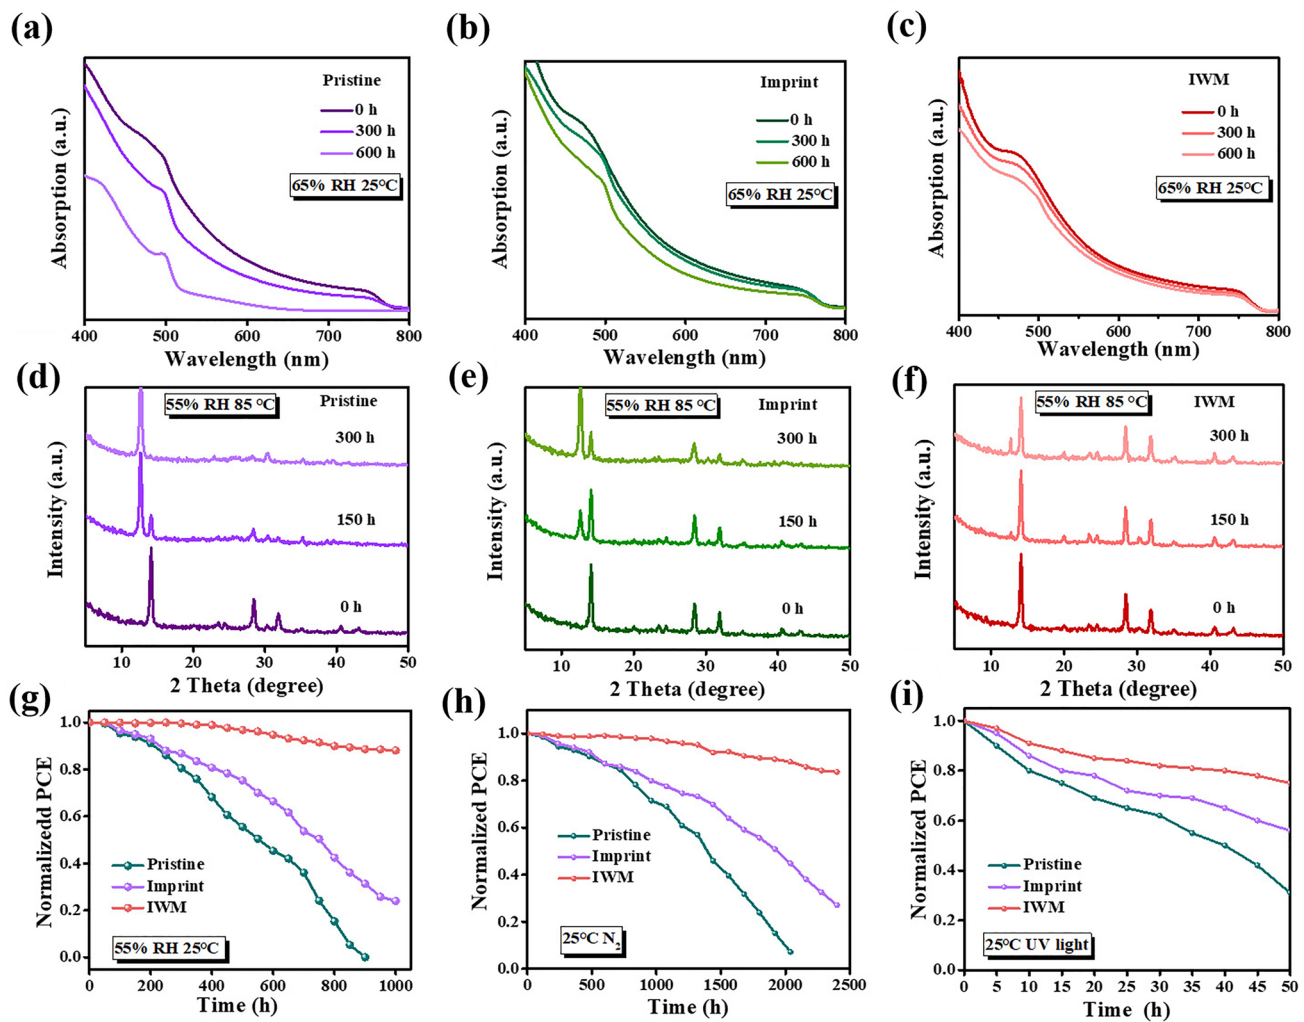 (a)
Pristine
0 h
300 h
600 h
65% RH 25°C
Absorption (a.u.)
400 500 600 700 800
Wavelength (nm)
(b)
Imprint
0 h
300 h
600 h
65% RH 25°C
Absorption (a.u.)
400 500 600 700 800
Wavelength (nm)
(c)
IWM
0 h
300 h
600 h
65% RH 25°C
Absorption (a.u.)
400 500 600 700 800
Wavelength (nm)
(d)
55% RH 85 °C
Pristine
300 h
150 h
0 h
Intensity (a.u.)
10 20 30 40 50
2 Theta (degree)
(e)
55% RH 85 °C
Imprint
300 h
150 h
0 h
Intensity (a.u.)
10 20 30 40 50
2 Theta (degree)
(f)
55% RH 85 °C
IWM
300 h
150 h
0 h
Intensity (a.u.)
10 20 30 40 50
2 Theta (degree)
(g)
1.0
0.8
0.6
0.4
0.2
0.0
Normalizedd PCE
Pristine
Imprint
IWM
55% RH 25°C
0 200 400 600 800 1000
Time (h)
(h)
1.0
0.8
0.6
0.4
0.2
0.0
Normalized PCE
Pristine
Imprint
IWM
25°C N2
0 500 1000 1500 2000 2500
Time (h)
(i)
1.0
0.8
0.6
0.4
0.2
0.0
Normalized PCE
Pristine
Imprint
IWM
25°C UV light
0 5 10 15 20 25 30 35 40 45 50
Time (h)